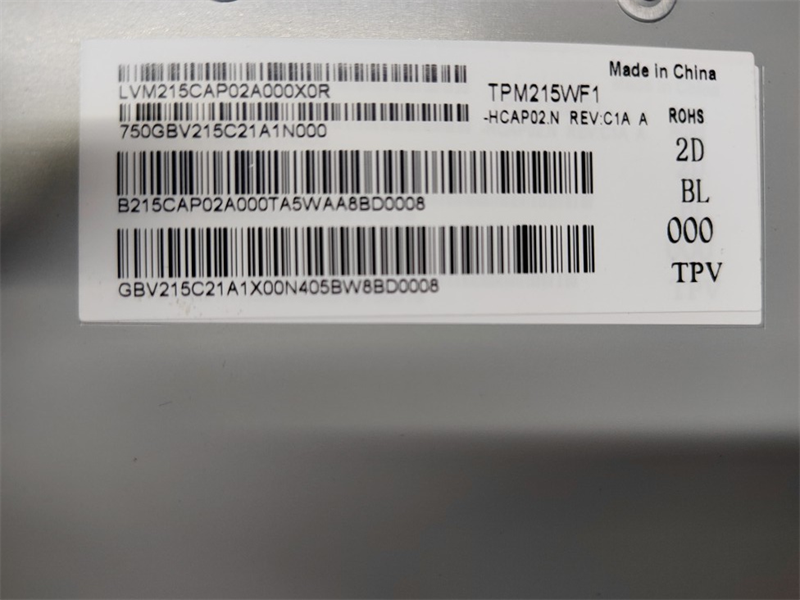 Made in China
LVM215CAP02A000X0R
TPM215WF1
750GBV215C21A1N000
-HCAP02.N REV:C1A A
ROHS
2D
B215CAP02A000TA5WAA8BD0008
BL
000
GBV215C21A1X00N405BW8BD0008
TPV